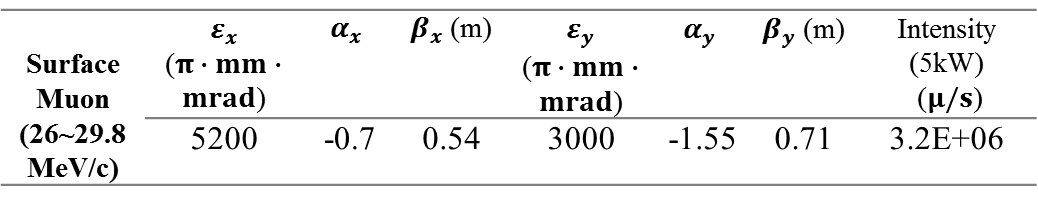 Surface
Muon
(26~29.8
MeV/c)
𝜺𝒙
(𝛑 · mm ·
mrad)
𝜶𝒙
𝜷𝒙 (m)
𝜺𝒚
(𝛑 · mm ·
mrad)
𝜶𝒚
𝜷𝒚 (m)
Intensity
(5kW)
(𝛍/𝐬)
5200 -0.7 0.54 3000 -1.55 0.71 3.2E+06